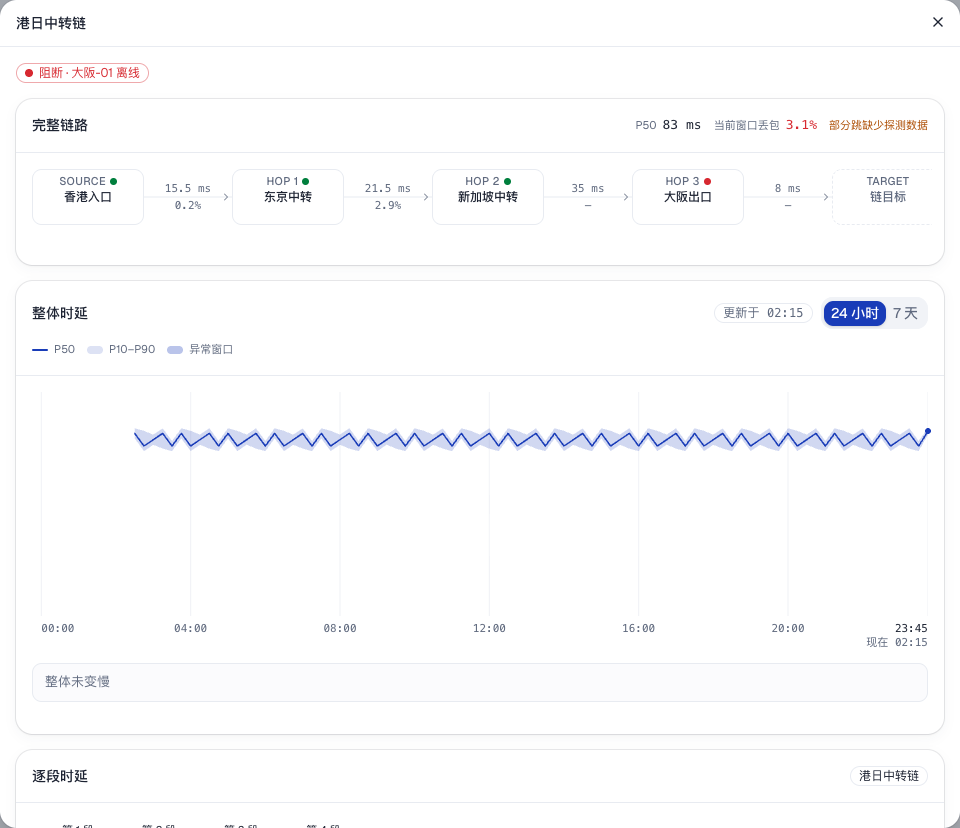 港日中转链
阻断 · 大阪-01 离线
完整链路
P50 83 ms 当前窗口丢包 3.1% 部分跳缺少探测数据
SOURCE
香港入口
15.5 ms
0.2%
HOP 1
东京中转
21.5 ms
2.9%
HOP 2
新加坡中转
35 ms
—
HOP 3
大阪出口
8 ms
—
TARGET
链目标
整体时延
更新于 02:15
24 小时
7 天
P50
P10–P90
异常窗口
00:00 04:00 08:00 12:00 16:00 20:00 23:45
现在 02:15
整体未变慢
逐段时延
港日中转链